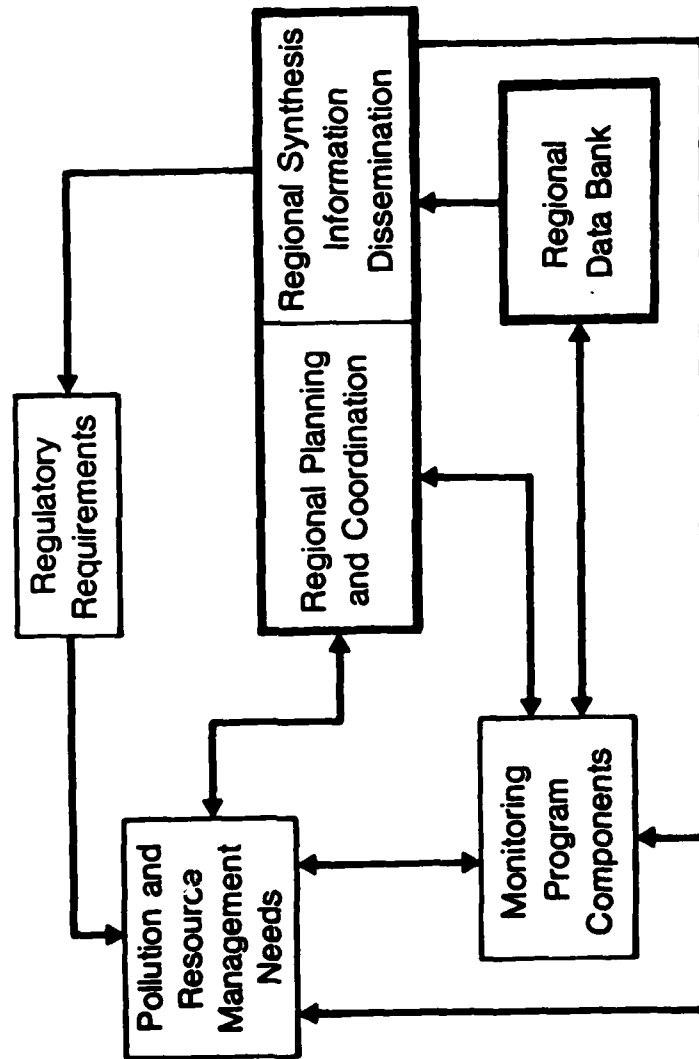 Regulatory
Requirements
Pollution and
Resource
Management
Needs
Regional Planning
and Coordination
Regional Synthesis
Information
Dissemination
Monitoring
Program
Components
Regional
Data Bank